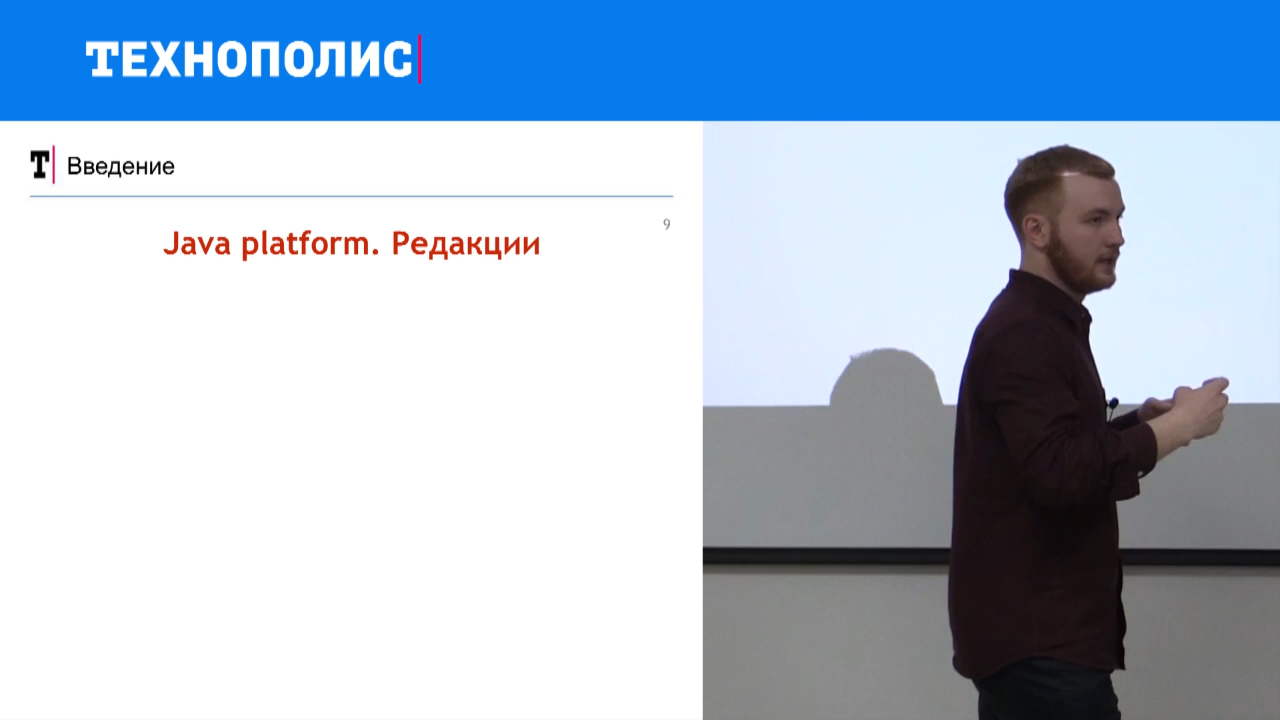 ТЕХНОПОЛИС
Т Введение
9
Java platform. Редакции